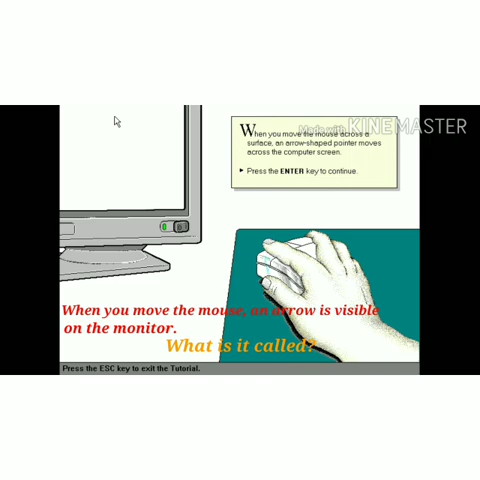 When you move the mouse across a
surface, an arrow-shaped pointer moves
across the computer screen.
Made with KINEMASTER
► Press the ENTER key to continue.
When you move the mouse, an arrow is visible
on the monitor.
What is it called?
Press the ESC key to exit the Tutorial.